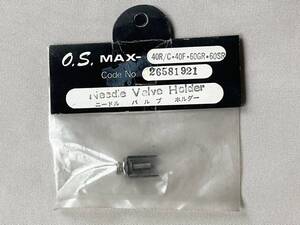 O.S. MAX-40R/C•40F•60GR•60SR
Code No. 26581921
Needle Valve Holder
ニードル バルブ ホルダー